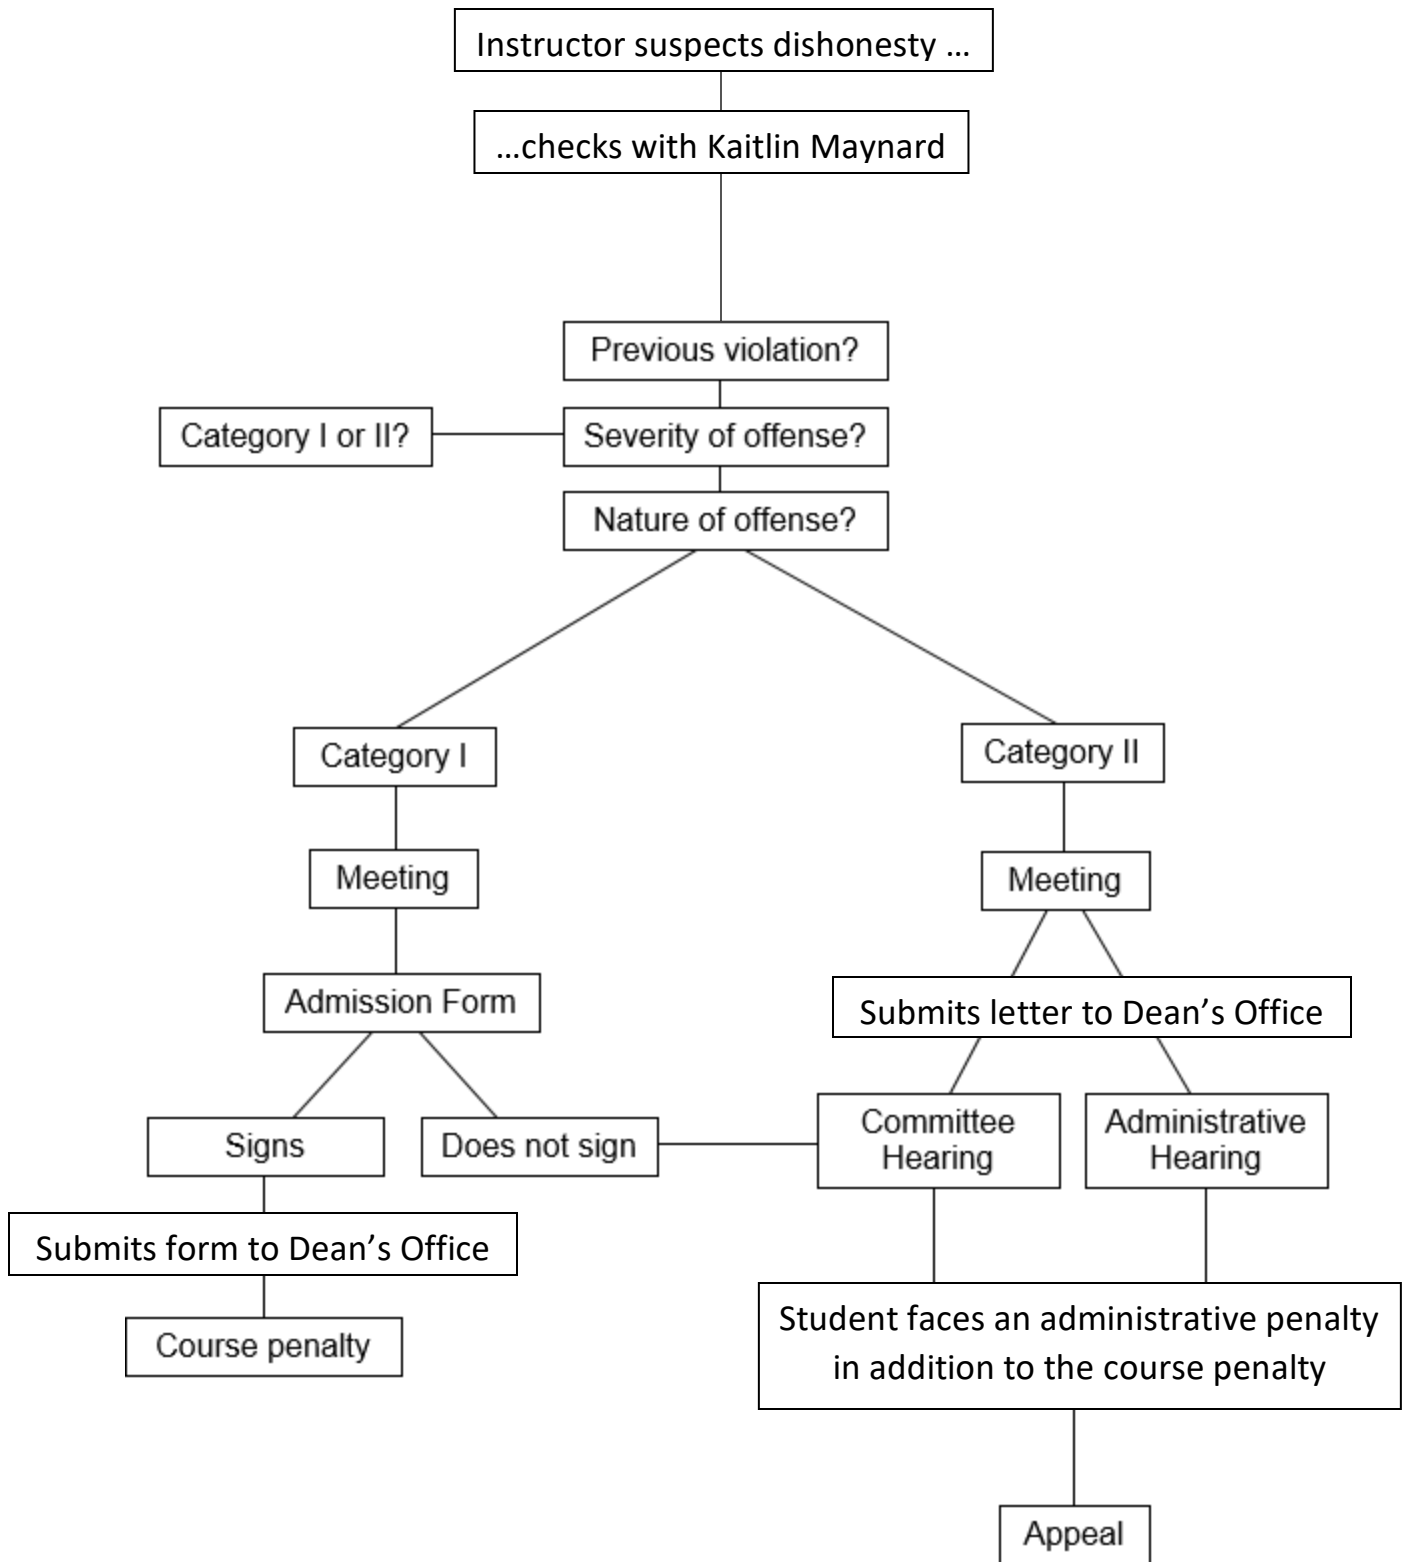 Instructor suspects dishonesty …
…checks with Kaitlin Maynard
Previous violation?
Category I or II?
Severity of offense?
Nature of offense?
Category I
Category II
Meeting
Meeting
Admission Form
Submits letter to Dean’s Office
Signs
Does not sign
Committee
Hearing
Administrative
Hearing
Submits form to Dean’s Office
Course penalty
Student faces an administrative penalty
in addition to the course penalty
Appeal